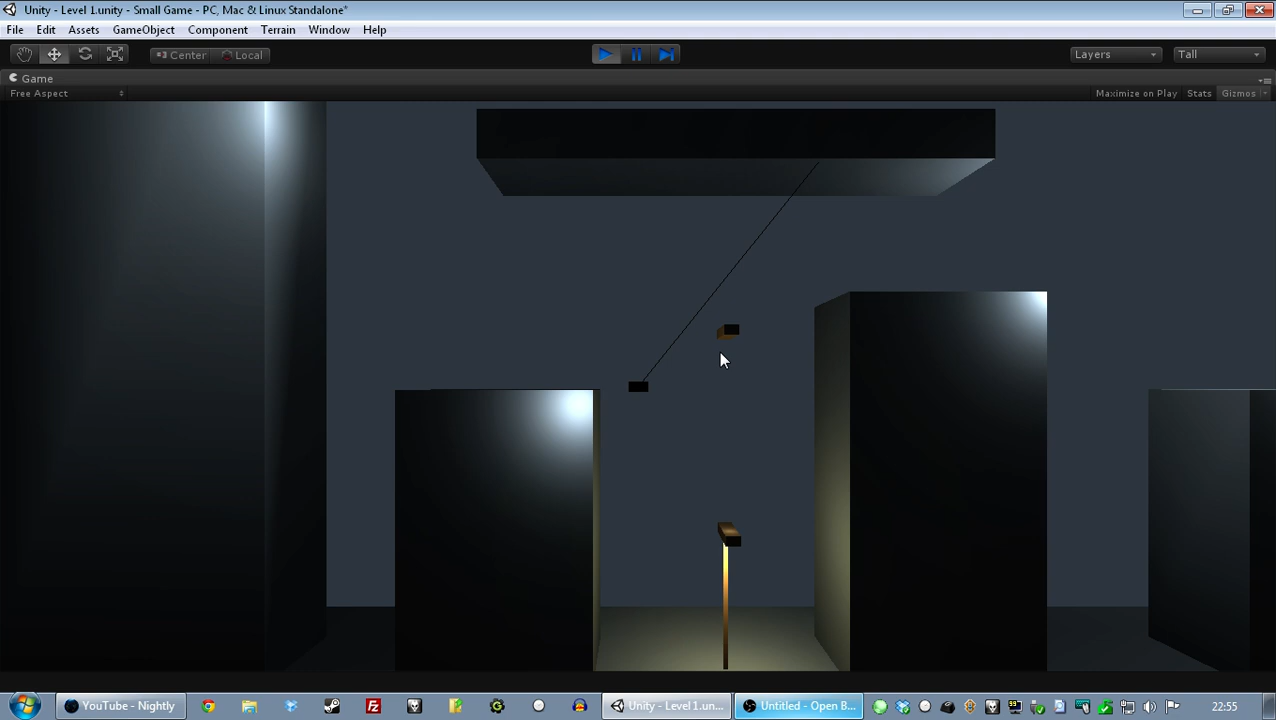 Unity - Level 1.unity - Small Game - PC, Mac & Linux Standalone*
File Edit Assets GameObject Component Terrain Window Help
Center Local Layers Tall
Game
Free Aspect Maximize on Play Stats Gizmos
YouTube - Nightly Unity - Level 1.un... Untitled - Open B... 22:55